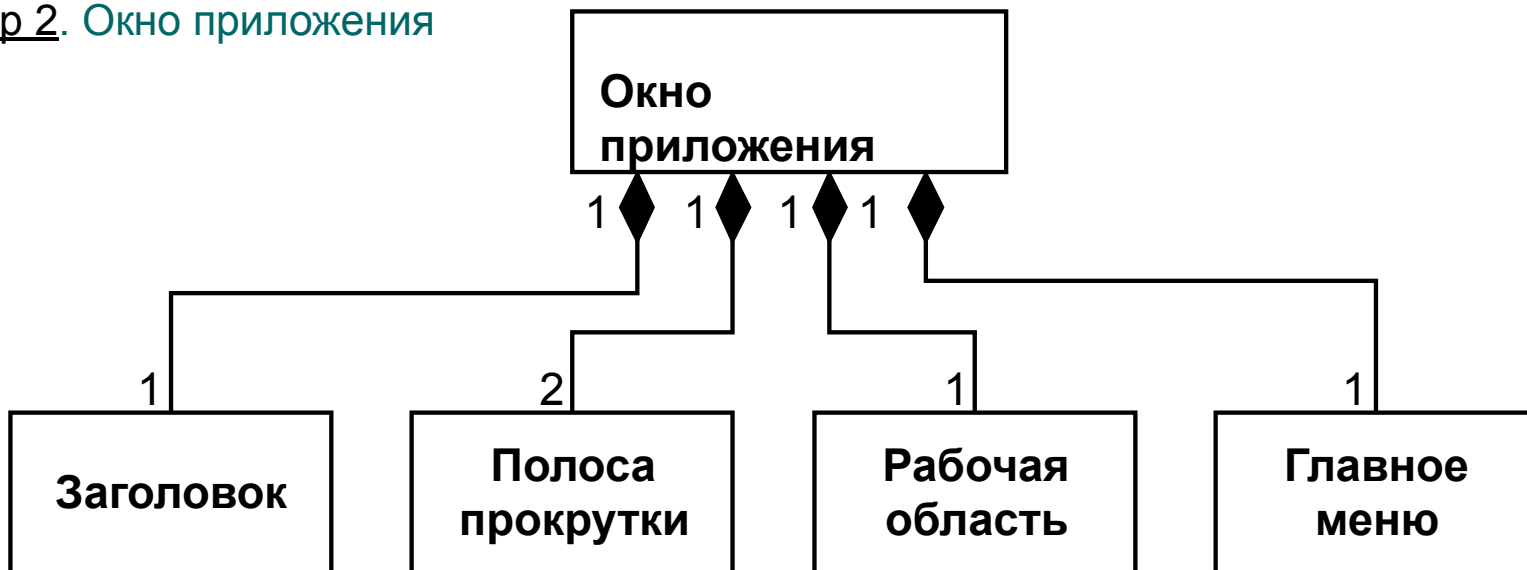 р 2. Окно приложения
Окно
приложения
1 1 1 1
1 2 1 1
Заголовок
Полоса
прокрутки
Рабочая
область
Главное
меню